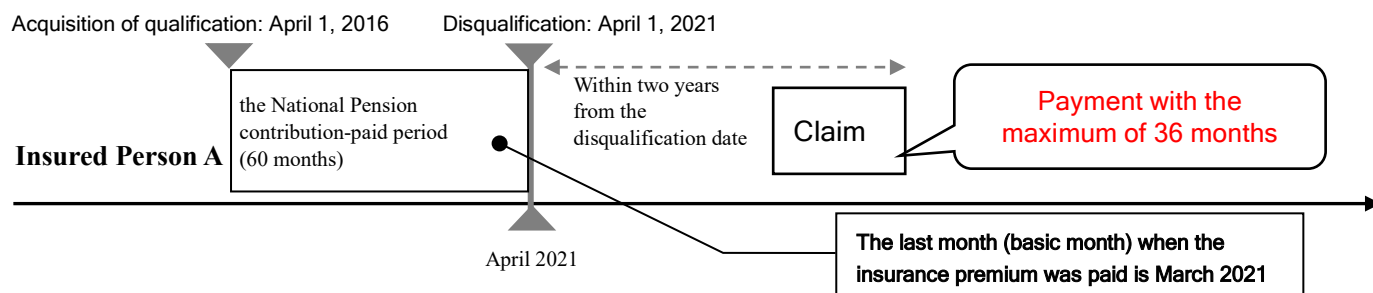 Acquisition of qualification: April 1, 2016
Disqualification: April 1, 2021
the National Pension
contribution-paid period
(60 months)
Within two years
from the
disqualification date
Claim
Payment with the
maximum of 36 months
Insured Person A
April 2021
The last month (basic month) when the
insurance premium was paid is March 2021